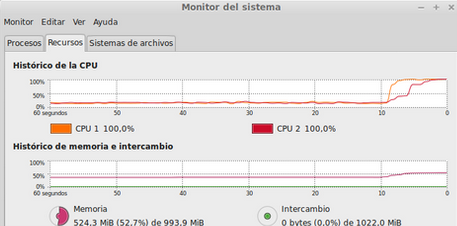 Monitor del sistema
Monitor Editar Ver Ayuda
Procesos Recursos Sistemas de archivos
Histórico de la CPU
100%
50%
0%
60 segundos 50 40 30 20 10 0
CPU 1 100,0% CPU 2 100,0%
Histórico de memoria e intercambio
100%
50%
0%
60 segundos 50 40 30 20 10 0
Memoria Intercambio
524,3 MiB (52,7%) de 993,9 MiB 0 bytes (0,0%) de 1022,0 MiB